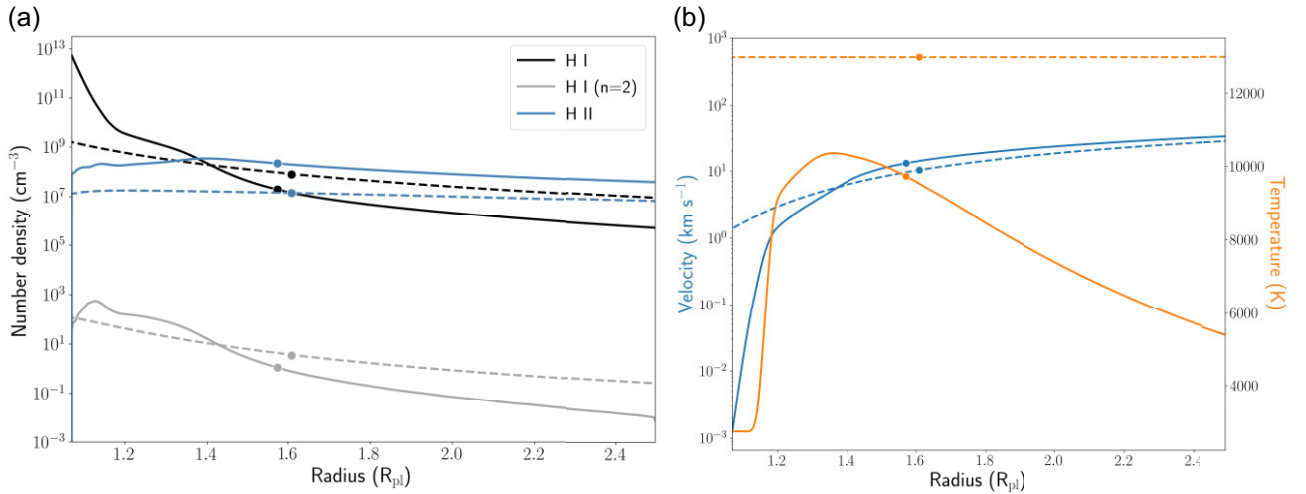 (a)
10^13
10^11
10^9
10^7
10^5
10^3
10^1
10^−1
10^−3
Number density (cm^−3)
H I
H I (n=2)
H II
1.2 1.4 1.6 1.8 2.0 2.2 2.4
Radius (R_pl)
(b)
10^3
10^2
10^1
10^0
10^−1
10^−2
10^−3
Velocity (km s^−1)
12000
10000
8000
6000
4000
Temperature (K)
1.2 1.4 1.6 1.8 2.0 2.2 2.4
Radius (R_pl)